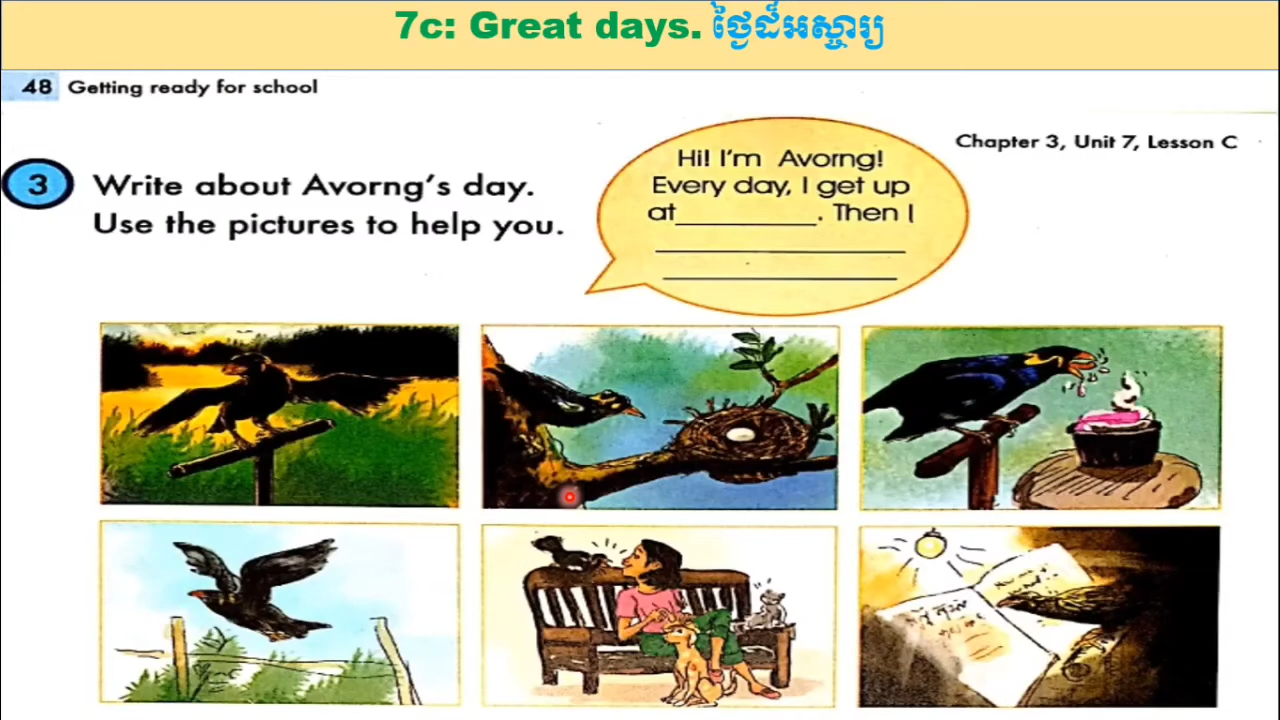 7c: Great days. ថ្ងៃដ៏អស្ចារ្យ
48 Getting ready for school
Chapter 3, Unit 7, Lesson C
3 Write about Avorng's day.
Use the pictures to help you.
Hi! I'm Avorng!
Every day, I get up
at_________. Then I